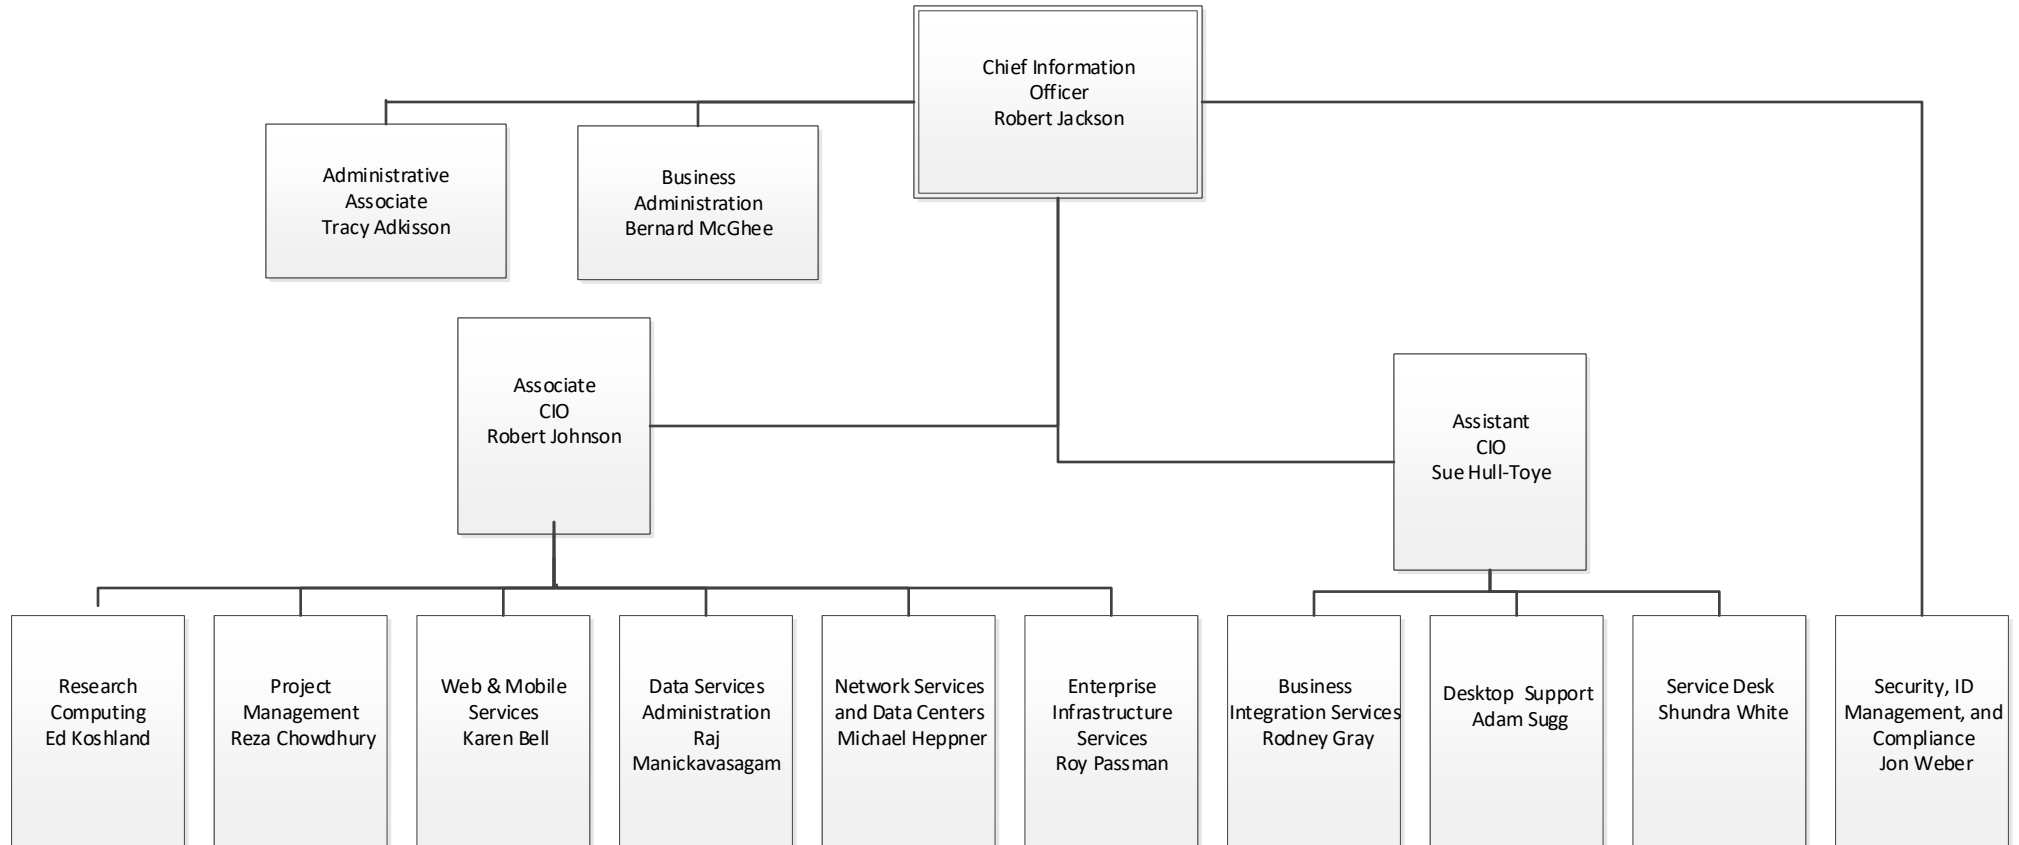 Chief Information
Officer
Robert Jackson
Administrative
Associate
Tracy Adkisson
Business
Administration
Bernard McGhee
Associate
CIO
Robert Johnson
Assistant
CIO
Sue Hull-Toye
Research
Computing
Ed Koshland
Project
Management
Reza Chowdhury
Web & Mobile
Services
Karen Bell
Data Services
Administration
Raj
Manickavasagam
Network Services
and Data Centers
Michael Heppner
Enterprise
Infrastructure
Services
Roy Passman
Business
Integration Services
Rodney Gray
Desktop Support
Adam Sugg
Service Desk
Shundra White
Security, ID
Management, and
Compliance
Jon Weber